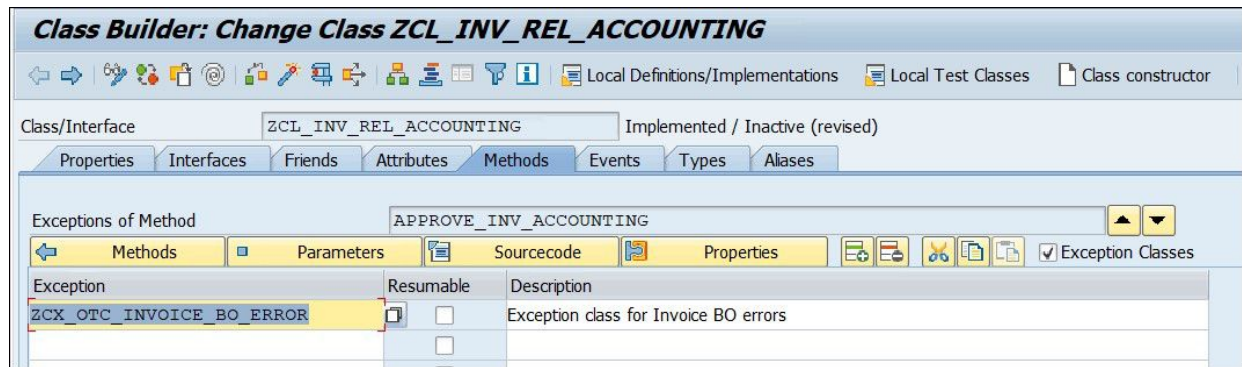 Class Builder: Change Class ZCL_INV_REL_ACCOUNTING
Local Definitions/Implementations Local Test Classes Class constructor
Class/Interface ZCL_INV_REL_ACCOUNTING Implemented / Inactive (revised)
Properties Interfaces Friends Attributes Methods Events Types Aliases
Exceptions of Method APPROVE_INV_ACCOUNTING
Methods Parameters Sourcecode Properties Exception Classes
Exception Resumable Description
ZCX_OTC_INVOICE_BO_ERROR Exception class for Invoice BO errors